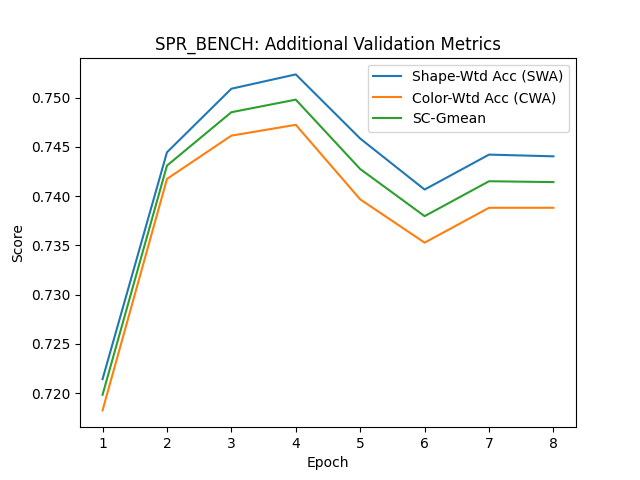 SPR_BENCH: Additional Validation Metrics
Shape-Wtd Acc (SWA)
Color-Wtd Acc (CWA)
SC-Gmean
Score
0.750
0.745
0.740
0.735
0.730
0.725
0.720
1 2 3 4 5 6 7 8
Epoch